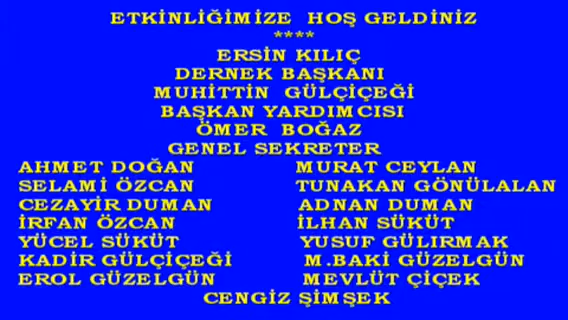 ETKİNLİĞİMİZE HOŞ GELDİNİZ
****
ERSİN KILIÇ
DERNEK BAŞKANI
MUHİTTİN GÜLÇİÇEĞİ
BAŞKAN YARDIMCISI
ÖMER BOĞAZ
GENEL SEKRETER
AHMET DOĞAN MURAT CEYLAN
SELAMİ ÖZCAN TUNAKAN GÖNÜLALAN
CEZAYİR DUMAN ADNAN DUMAN
İRFAN ÖZCAN İLHAN SÜKÜT
YÜCEL SÜKÜT YUSUF GÜLIRMAK
KADİR GÜLÇİÇEĞİ M.BAKİ GÜZELGÜN
EROL GÜZELGÜN MEVLÜT ÇİÇEK
CENGİZ ŞİMŞEK